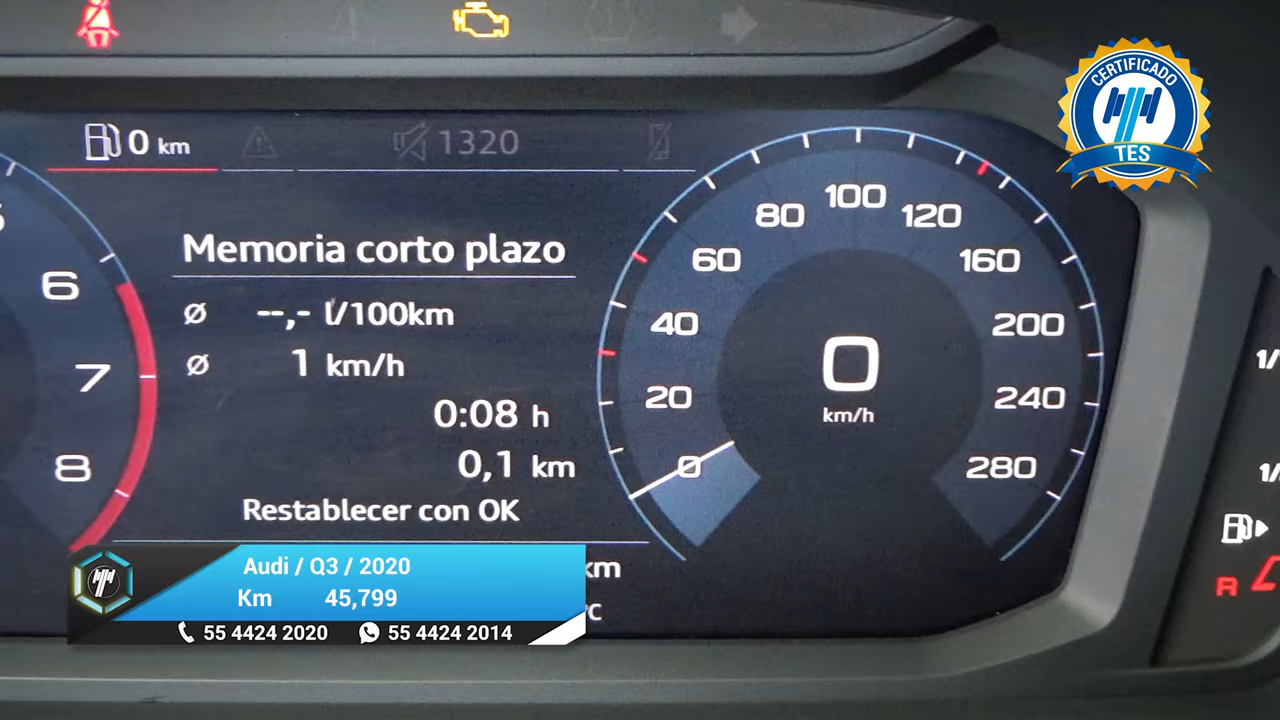 CERTIFICADO
TES
0 km
1320
Memoria corto plazo
ø --,- l/100km
ø 1 km/h
0:08 h
0,1 km
Restablecer con OK
km
°C
6
7
8
0
20
40
60
80
100
120
160
200
240
280
0
km/h
1/
1/
R
Audi / Q3 / 2020
Km 45,799
55 4424 2020 55 4424 2014